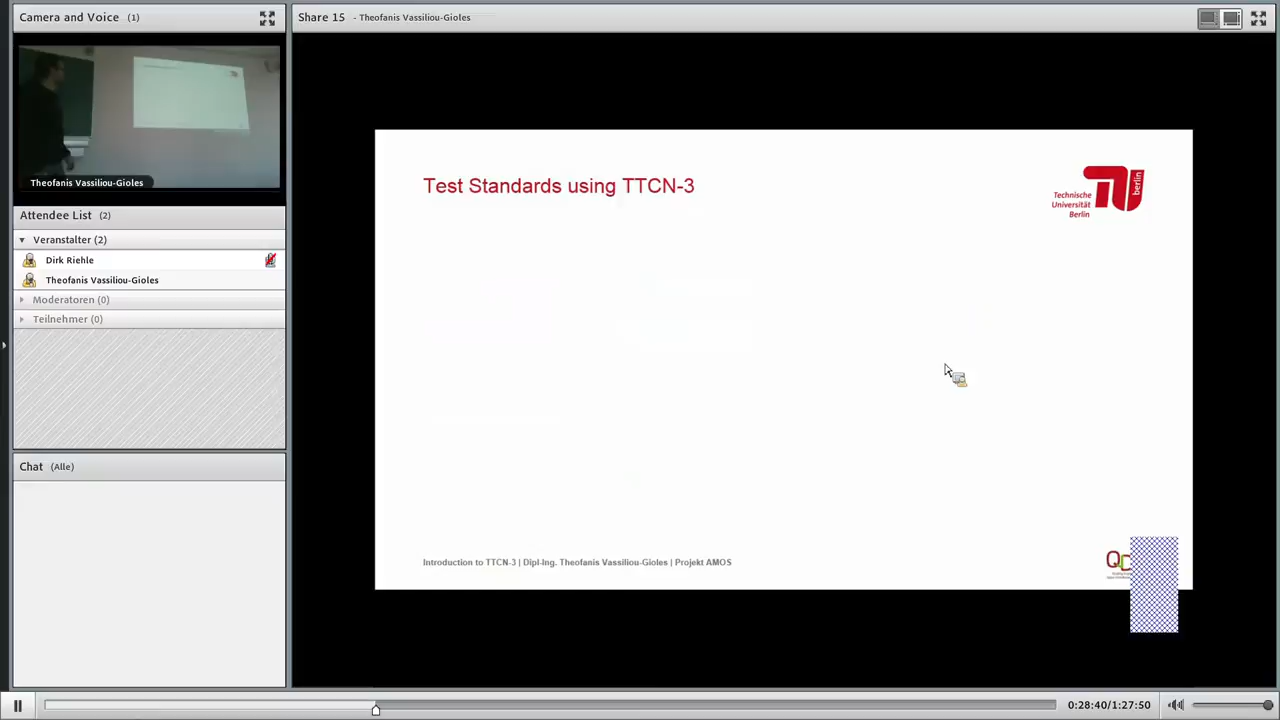 Camera and Voice (1)
Theofanis Vassiliou-Gioles
Attendee List (2)
Veranstalter (2)
Dirk Riehle
Theofanis Vassiliou-Gioles
Moderatoren (0)
Teilnehmer (0)
Chat (Alle)
Share 15 - Theofanis Vassiliou-Gioles
Test Standards using TTCN-3
Technische
Universität
Berlin
berlin
Introduction to TTCN-3 | Dipl-Ing. Theofanis Vassiliou-Gioles | Projekt AMOS
0:28:40/1:27:50